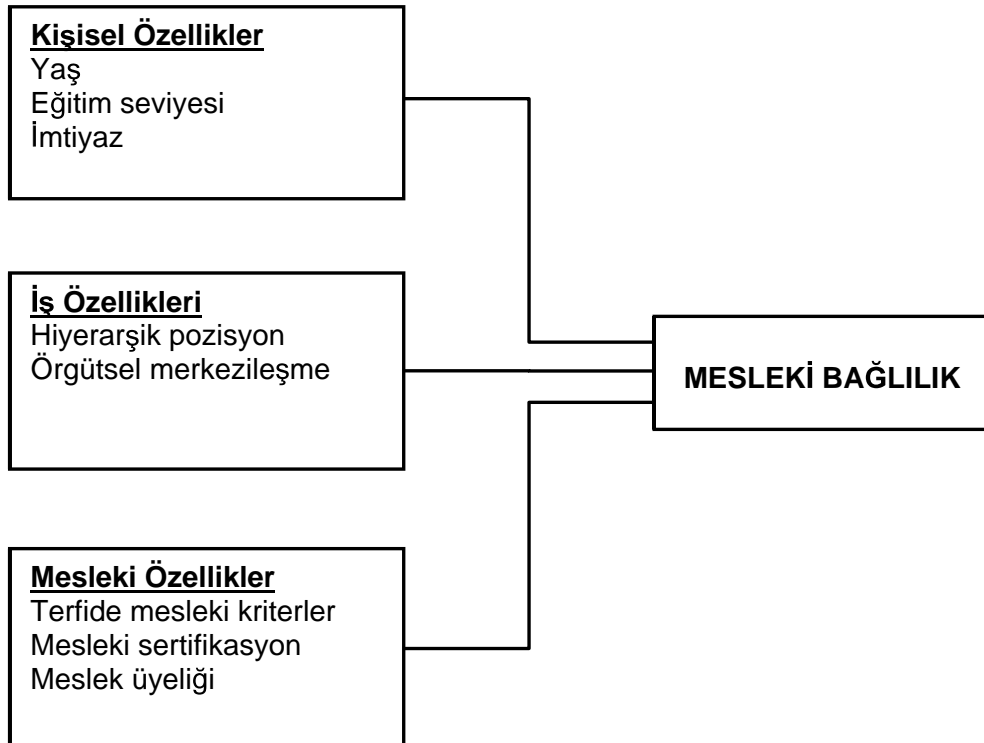 Kişisel Özellikler
Yaş
Eğitim seviyesi
İmtiyaz
İş Özellikleri
Hiyerarşik pozisyon
Örgütsel merkezileşme
MESLEKİ BAĞLILIK
Mesleki Özellikler
Terfide mesleki kriterler
Mesleki sertifikasyon
Meslek üyeliği